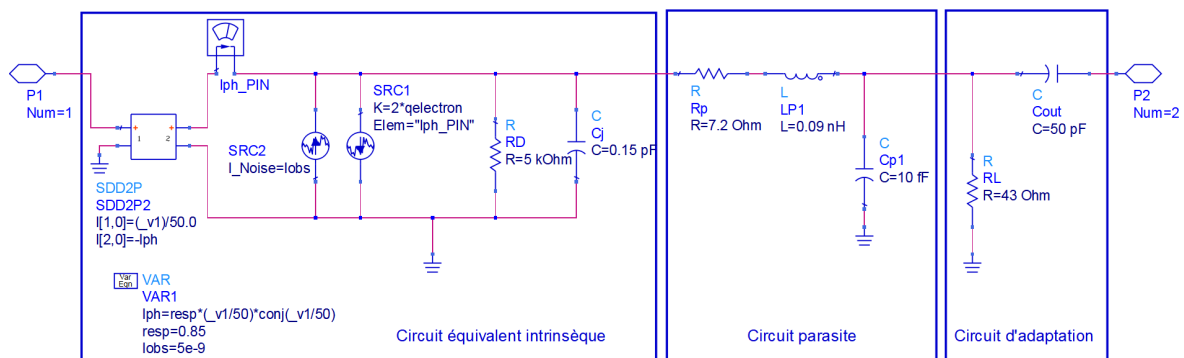 P1
Num=1
1
2
SDD2P
SDD2P2
I[1,0]=(_v1)/50.0
I[2,0]=-Iph
Iph_PIN
SRC2
I_Noise=Iobs
SRC1
K=2*qelectron
Elem="Iph_PIN"
R
RD
R=5 kOhm
C
Cj
C=0.15 pF
Var
Eqn
VAR
VAR1
Iph=resp*(_v1/50)*conj(_v1/50)
resp=0.85
Iobs=5e-9
Circuit équivalent intrinsèque
R
Rp
R=7.2 Ohm
L
LP1
L=0.09 nH
C
Cp1
C=10 fF
Circuit parasite
R
RL
R=43 Ohm
C
Cout
C=50 pF
P2
Num=2
Circuit d'adaptation